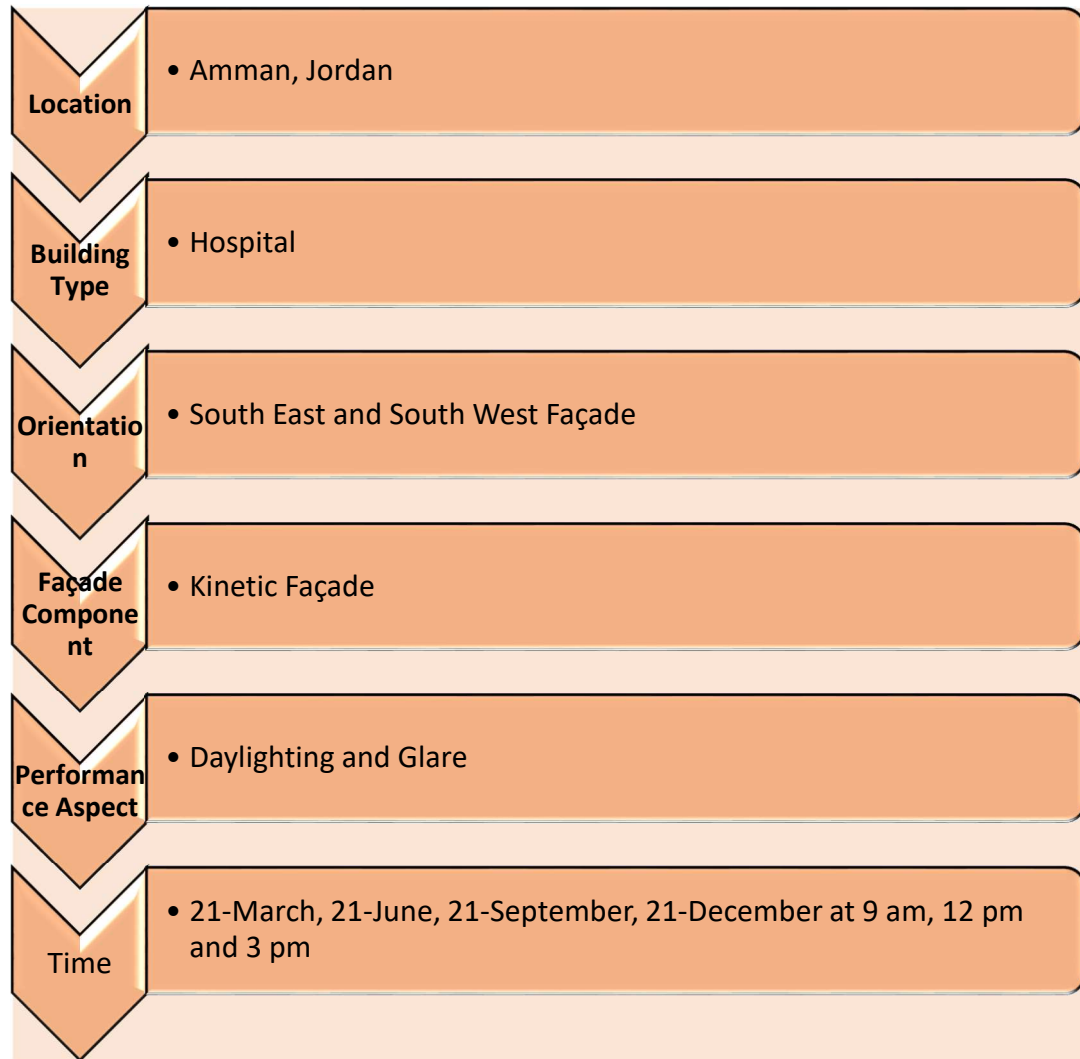 Location
• Amman, Jordan
Building
Type
• Hospital
Orientatio
n
• South East and South West Façade
Façade
Compone
nt
• Kinetic Façade
Performan
ce Aspect
• Daylighting and Glare
Time
• 21-March, 21-June, 21-September, 21-December at 9 am, 12 pm
and 3 pm